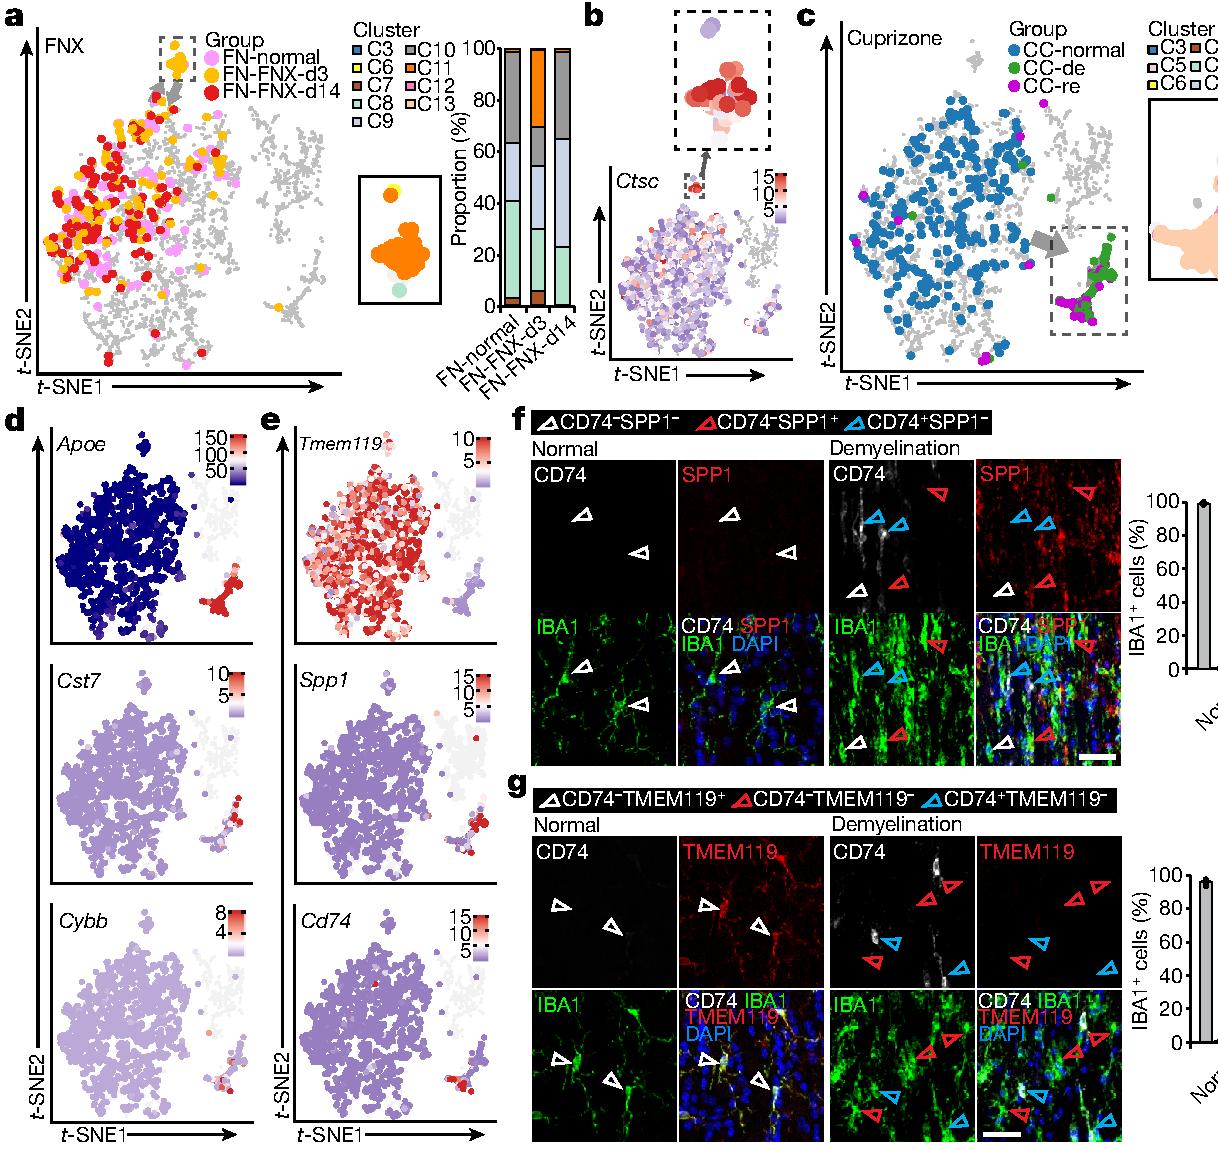 a
FNX
Group
FN-normal
FN-FNX-d3
FN-FNX-d14
t-SNE2
t-SNE1
Cluster
C3
C10
C6
C11
C7
C12
C8
C13
C9
Proportion (%)
100
80
60
40
20
0
FN-normal
FN-FNX-d3
FN-FNX-d14
b
Ctsc
15
10
5
t-SNE2
t-SNE1
c
Cuprizone
Group
CC-normal
CC-de
CC-re
t-SNE2
t-SNE1
Cluster
C3
C
C5
C
C6
C
d
Apoe
150
100
50
Cst7
10
5
Cybb
8
4
t-SNE2
t-SNE1
e
Tmem119
10
5
Spp1
15
10
5
Cd74
15
10
5
t-SNE2
t-SNE1
f
CD74⁻SPP1⁻ CD74⁻SPP1⁺ CD74⁺SPP1⁻
Normal
Demyelination
CD74
SPP1
CD74
SPP1
IBA1
CD74 SPP1
IBA1 DAPI
IBA1
CD74 SPP1
IBA1 DAPI
IBA1⁺ cells (%)
100
80
60
40
20
0
No
g
CD74⁻TMEM119⁺ CD74⁻TMEM119⁻ CD74⁺TMEM119⁻
Normal
Demyelination
CD74
TMEM119
CD74
TMEM119
IBA1
CD74 IBA1
TMEM119
DAPI
IBA1
CD74 IBA1
TMEM119
DAPI
IBA1⁺ cells (%)
100
80
60
40
20
0
Nor